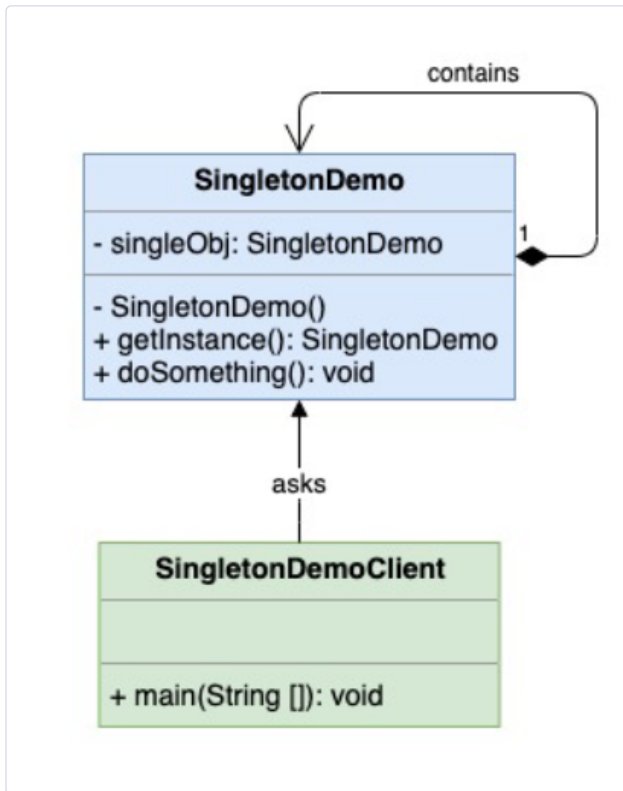 contains
SingletonDemo
- singleObj: SingletonDemo
1
- SingletonDemo()
+ getInstance(): SingletonDemo
+ doSomething(): void
asks
SingletonDemoClient
+ main(String []): void